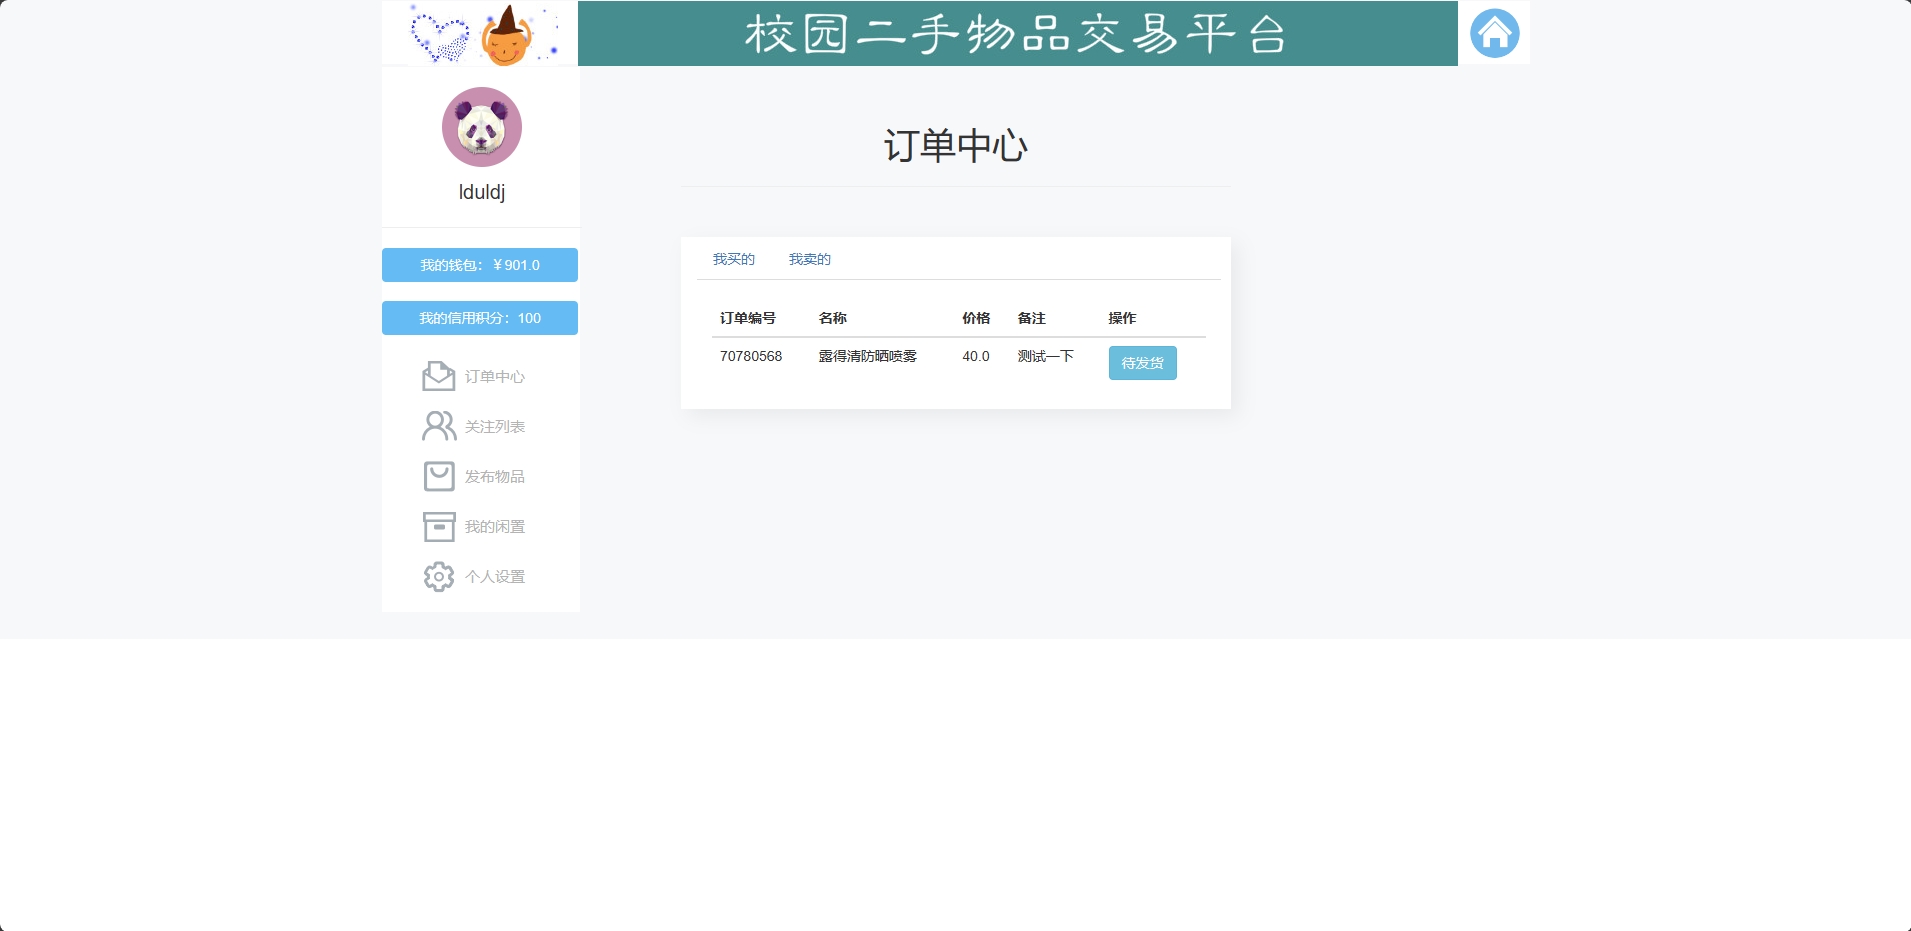 校园二手物品交易平台
lduldj
我的钱包：￥901.0
我的信用积分：100
订单中心
关注列表
发布物品
我的闲置
个人设置
订单中心
我买的 我卖的
订单编号 名称 价格 备注 操作
70780568 露得清防晒喷雾 40.0 测试一下 待发货